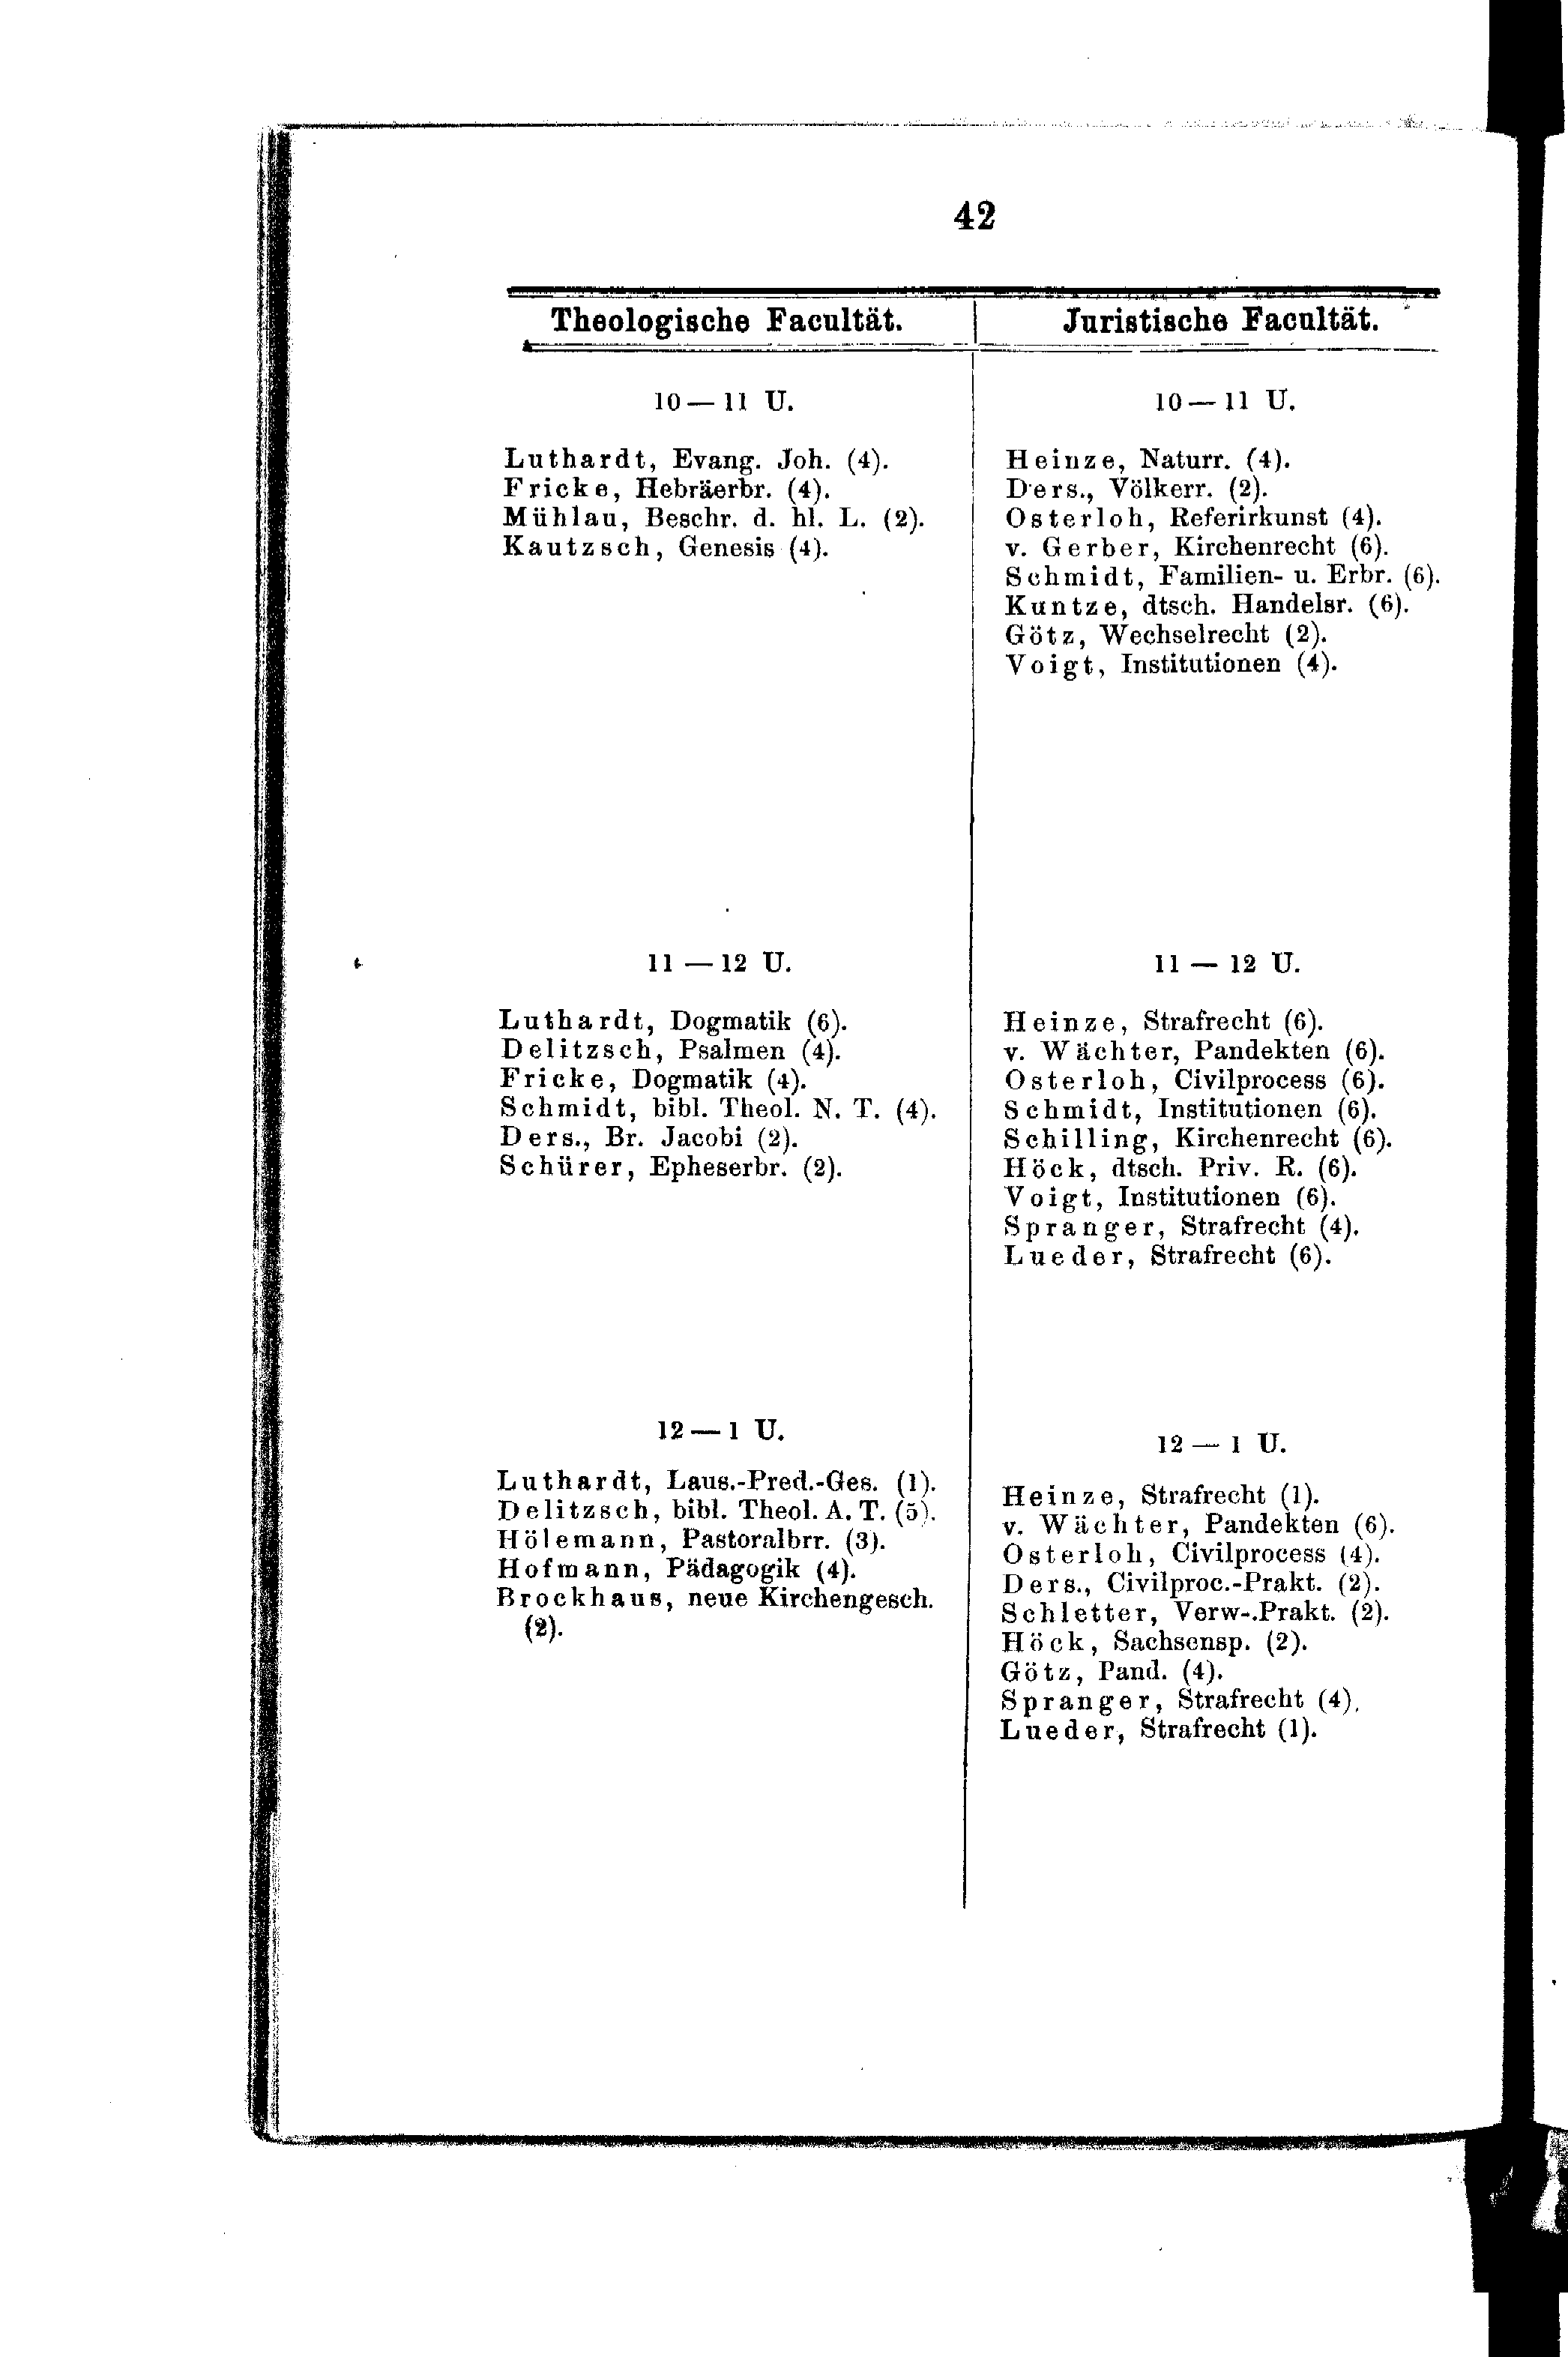 42
Theologische Facultät.
10—11 U.
Luthardt, Evang. Joh. (4).
Fricke, Hebräerbr. (4).
Mühlau, Beschr. d. hl. L. (2).
Kautzsch, Genesis (4).
11—12 U.
Luthardt, Dogmatik (6).
Delitzsch, Psalmen (4).
Fricke, Dogmatik (4).
Schmidt, bibl. Theol. N. T. (4).
Ders., Br. Jacobi (2).
Schürer, Epheserbr. (2).
12—1 U.
Luthardt, Laus.-Pred.-Ges. (1).
Delitzsch, bibl. Theol. A. T. (5).
Hölemann, Pastoralbrr. (3).
Hofmann, Pädagogik (4).
Brockhaus, neue Kirchengesch.
(2).
Juristische Facultät.
10—11 U.
Heinze, Naturr. (4).
Ders., Völkerr. (2).
Osterloh, Referirkunst (4).
v. Gerber, Kirchenrecht (6).
Schmidt, Familien- u. Erbr. (6).
Kuntze, dtsch. Handelsr. (6).
Götz, Wechselrecht (2).
Voigt, Institutionen (4).
11—12 U.
Heinze, Strafrecht (6).
v. Wächter, Pandekten (6).
Osterloh, Civilprocess (6).
Schmidt, Institutionen (6).
Schilling, Kirchenrecht (6).
Höck, dtsch. Priv. R. (6).
Voigt, Institutionen (6).
Spranger, Strafrecht (4).
Lueder, Strafrecht (6).
12—1 U.
Heinze, Strafrecht (1).
v. Wächter, Pandekten (6).
Osterloh, Civilprocess (4).
Ders., Civilproc.-Prakt. (2).
Schletter, Verw-.Prakt. (2).
Höck, Sachsensp. (2).
Götz, Pand. (4).
Spranger, Strafrecht (4).
Lueder, Strafrecht (1).